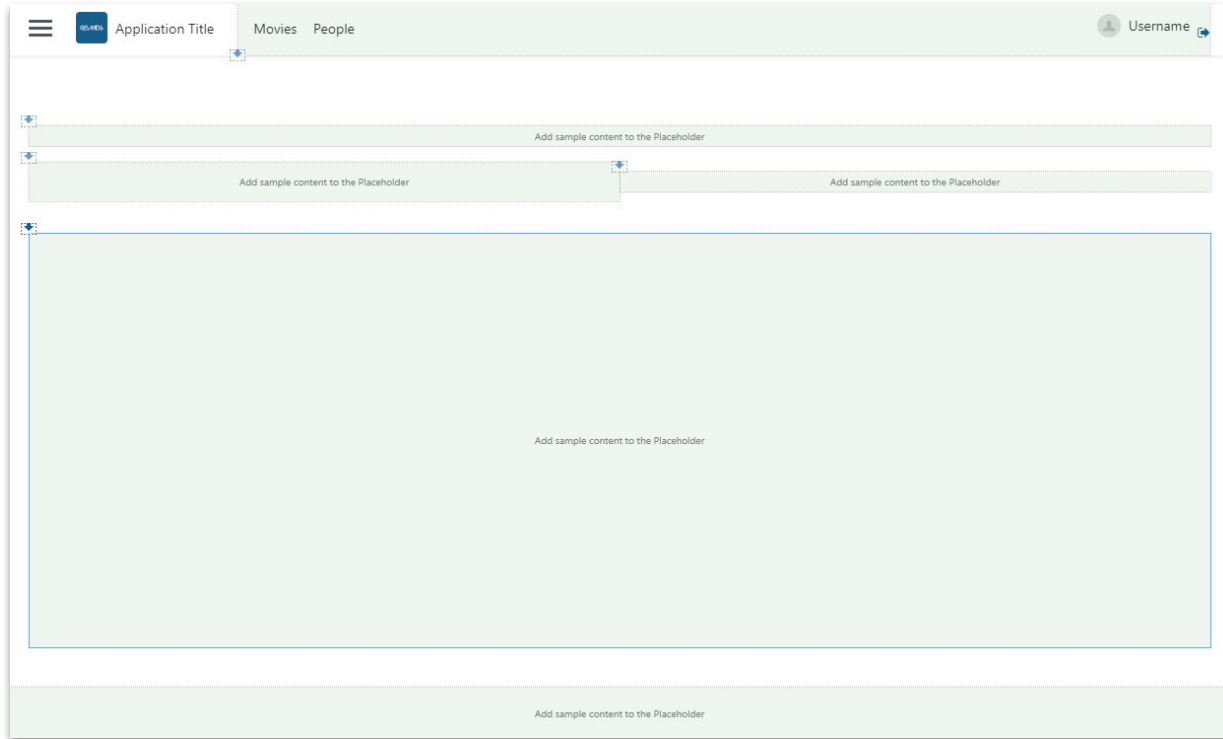 Application Title
Movies People
Username
Add sample content to the Placeholder
Add sample content to the Placeholder
Add sample content to the Placeholder
Add sample content to the Placeholder
Add sample content to the Placeholder